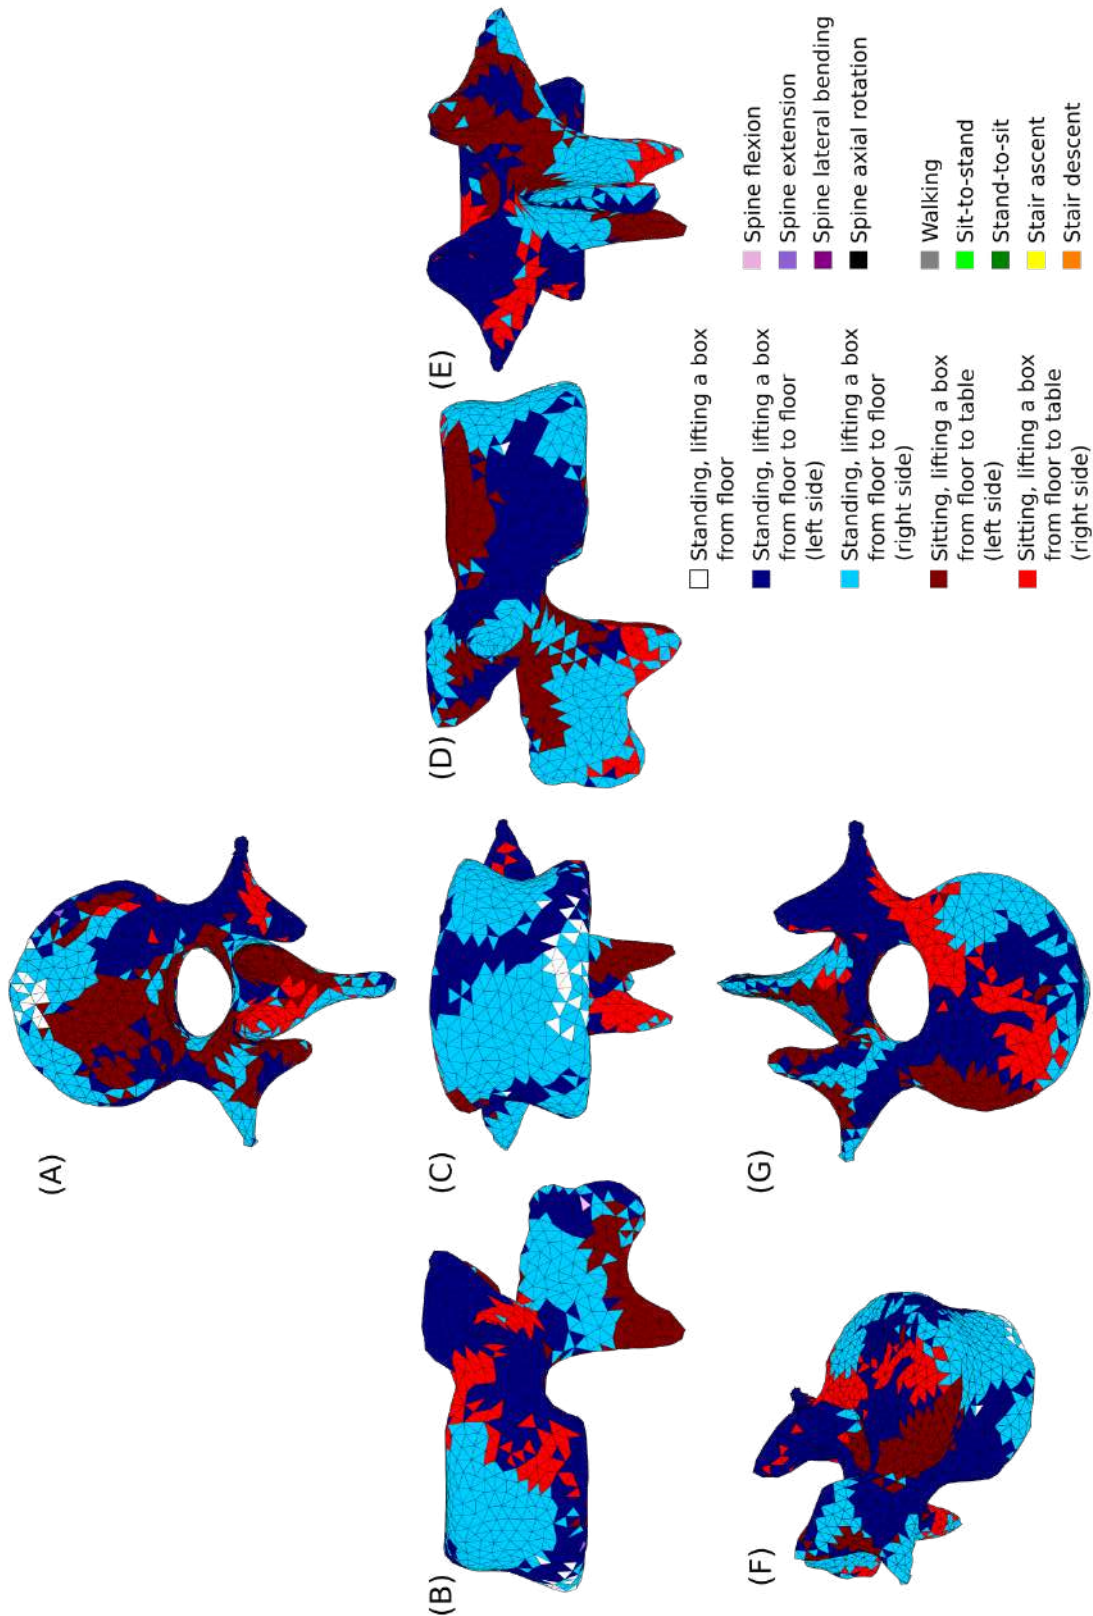 (A)
(B)
(C)
(D)
(E)
(F)
(G)
Standing, lifting a box
from floor
Standing, lifting a box
from floor to floor
(left side)
Standing, lifting a box
from floor to floor
(right side)
Sitting, lifting a box
from floor to table
(left side)
Sitting, lifting a box
from floor to table
(right side)
Spine flexion
Spine extension
Spine lateral bending
Spine axial rotation
Walking
Sit-to-stand
Stand-to-sit
Stair ascent
Stair descent